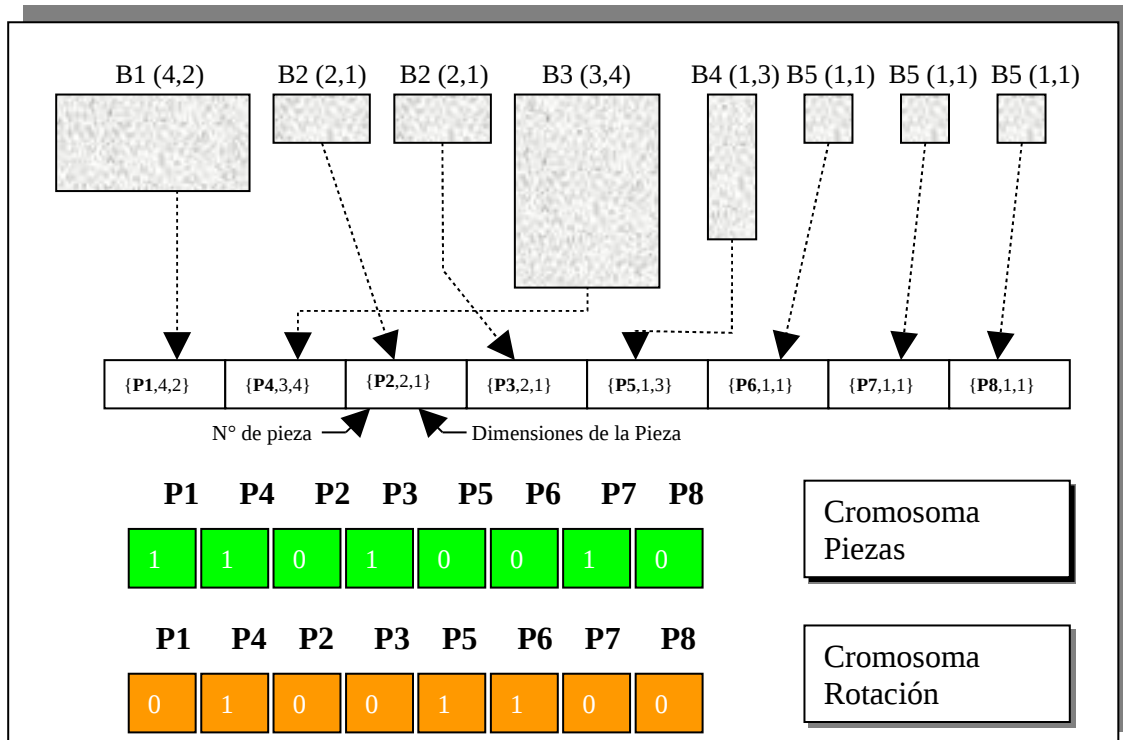 B1 (4,2) B2 (2,1) B2 (2,1) B3 (3,4) B4 (1,3) B5 (1,1) B5 (1,1) B5 (1,1)
{P1,4,2} {P4,3,4} {P2,2,1} {P3,2,1} {P5,1,3} {P6,1,1} {P7,1,1} {P8,1,1}
N° de pieza Dimensiones de la Pieza
P1 P4 P2 P3 P5 P6 P7 P8
1 1 0 1 0 0 1 0
Cromosoma
Piezas
P1 P4 P2 P3 P5 P6 P7 P8
0 1 0 0 1 1 0 0
Cromosoma
Rotación